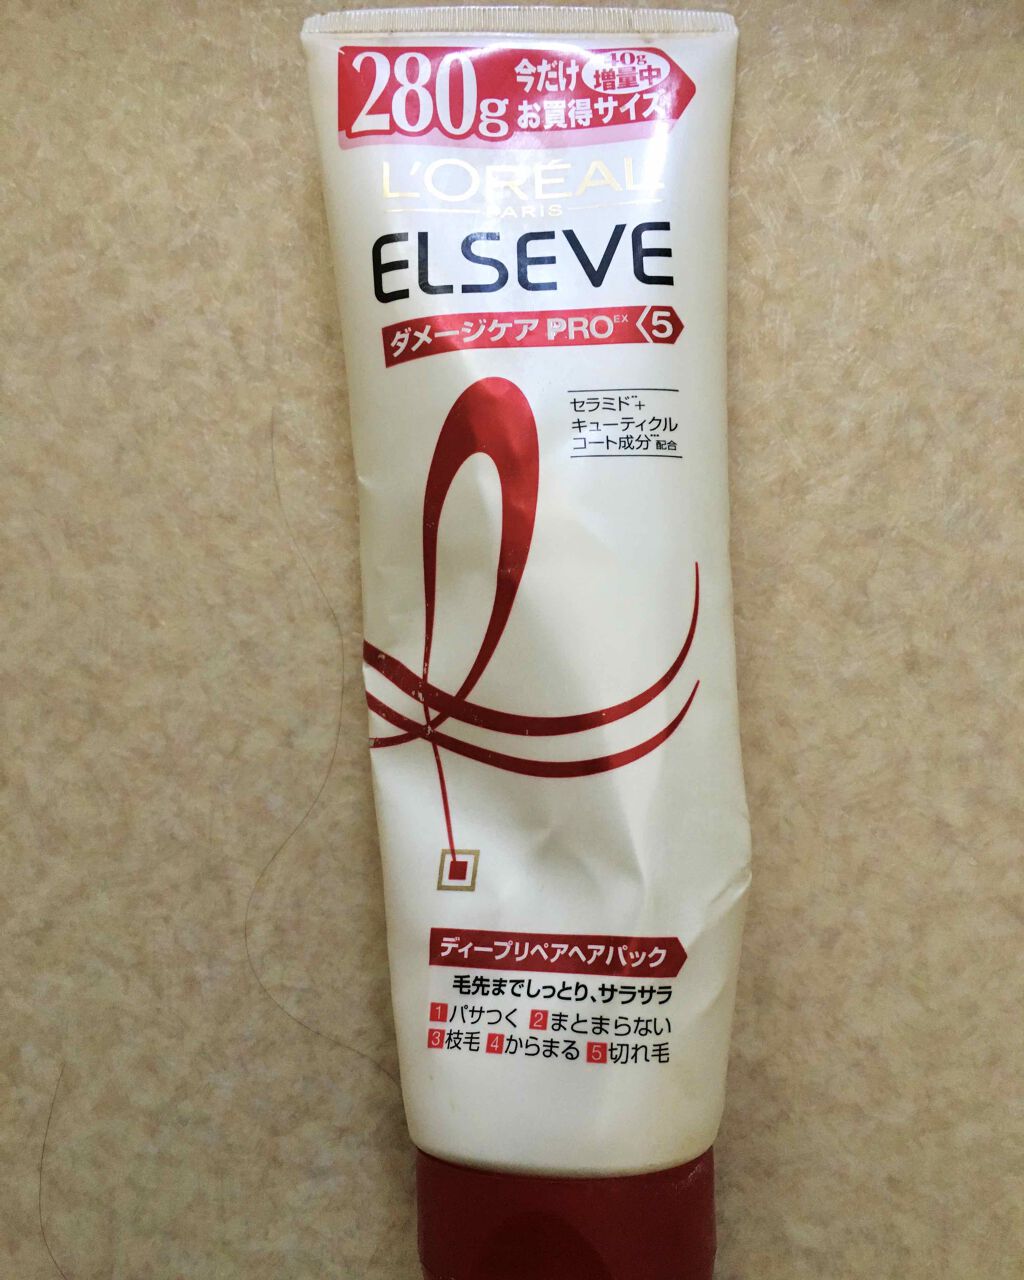 280g
今だけ 40g増量中
お買得サイズ
L'ORÉAL
PARIS
ELSEVE
ダメージケア PRO EX 5
セラミド**+
キューティクル
コート成分***配合
ディープリペアヘアパック
毛先までしっとり、サラサラ
1 パサつく 2 まとまらない
3 枝毛 4 からまる 5 切れ毛